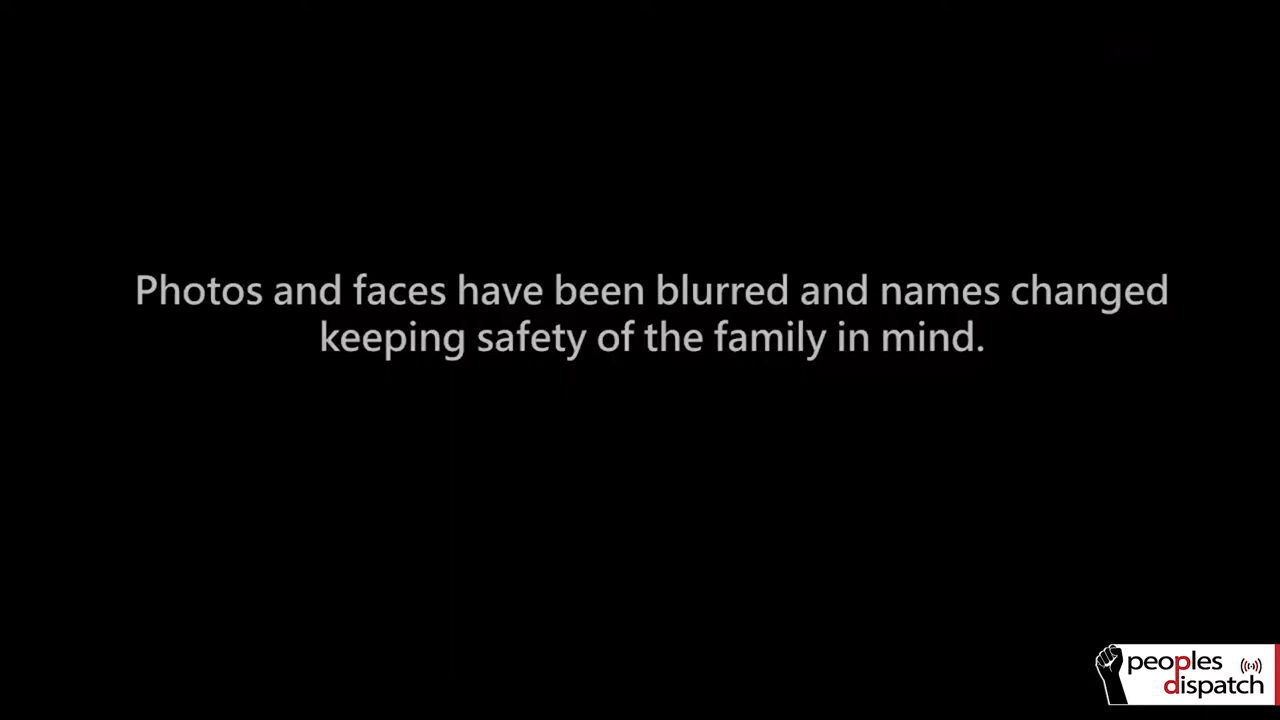 Photos and faces have been blurred and names changed
keeping safety of the family in mind.
peoples
dispatch